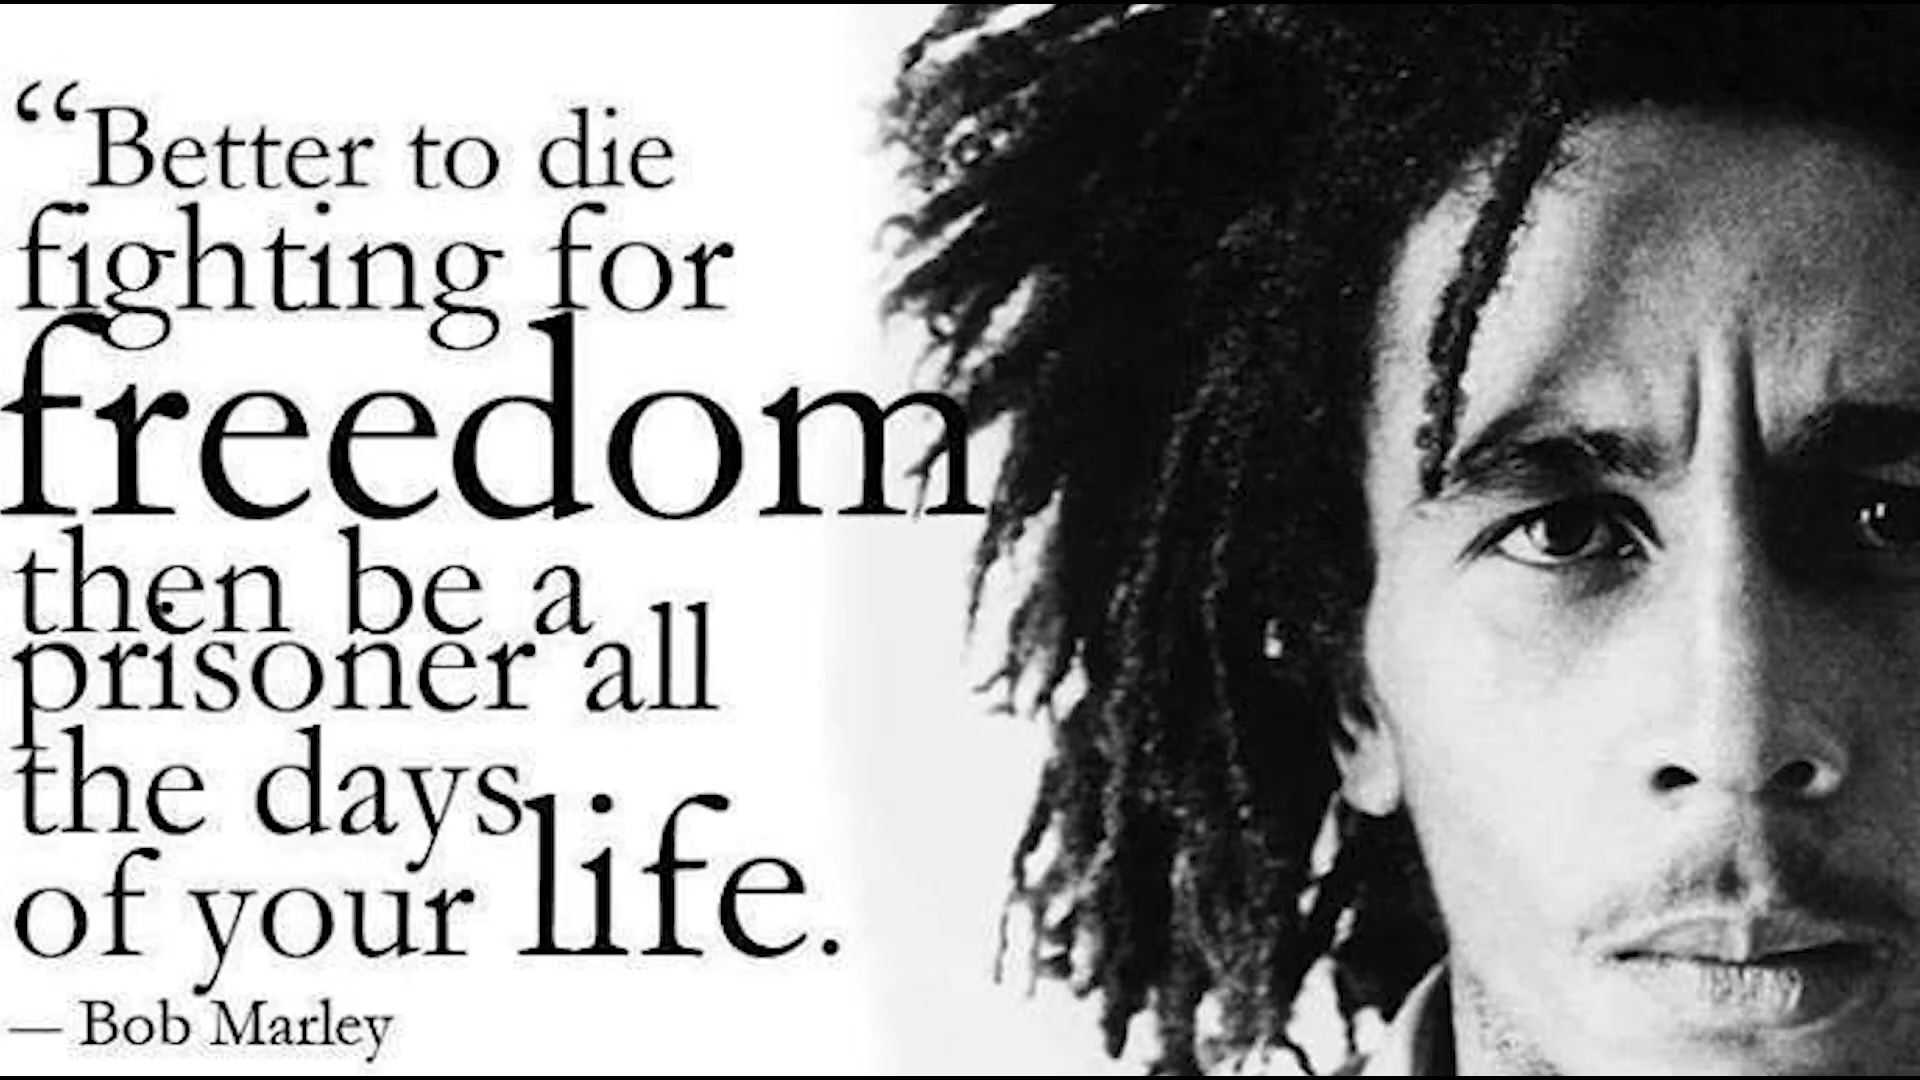 “Better to die
fighting for
freedom
then be a
prisoner all
the days
of your life.
— Bob Marley